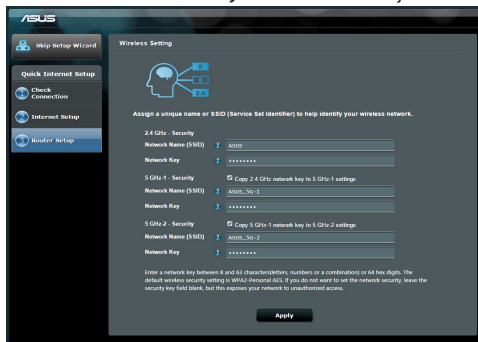 ASUS
Skip Setup Wizard
Wireless Setting
Quick Internet Setup
1 Check Connection
2 Internet Setup
3 Router Setup
5
5
2.4
Assign a unique name or SSID (Service Set Identifier) to help identify your wireless network.
2.4 GHz - Security
Network Name (SSID) ? ASUS
Network Key ? ••••••••
5 GHz-1 - Security Copy 2.4 GHz network key to 5 GHz-1 settings
Network Name (SSID) ? ASUS_5G-1
Network Key ? ••••••••
5 GHz-2 - Security Copy 5 GHz-1 network key to 5 GHz-2 settings
Network Name (SSID) ? ASUS_5G-2
Network Key ? ••••••••
Enter a network key between 8 and 63 characters(letters, numbers or a combination) or 64 hex digits. The
default wireless security setting is WPA2-Personal AES. If you do not want to set the network security, leave the
security key field blank, but this exposes your network to unauthorized access.
Apply